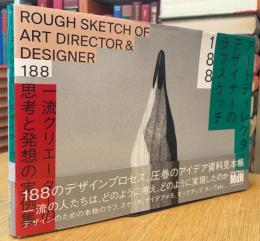 ROUGH SKETCH OF
ART DIRECTOR &
DESIGNER
188
アートディレクター
デザイナーの
ラフスケッチ
188
一流クリエーター
思考と発想の実例集
188のデザインプロセス。圧巻のアイデア資料見本帳
一流の人たちは、どのように考え、どのように実現したのか
デザインのための本物のラフ、スケッチ、アイデアメモ、モックアップ、カンプetc...
MdN